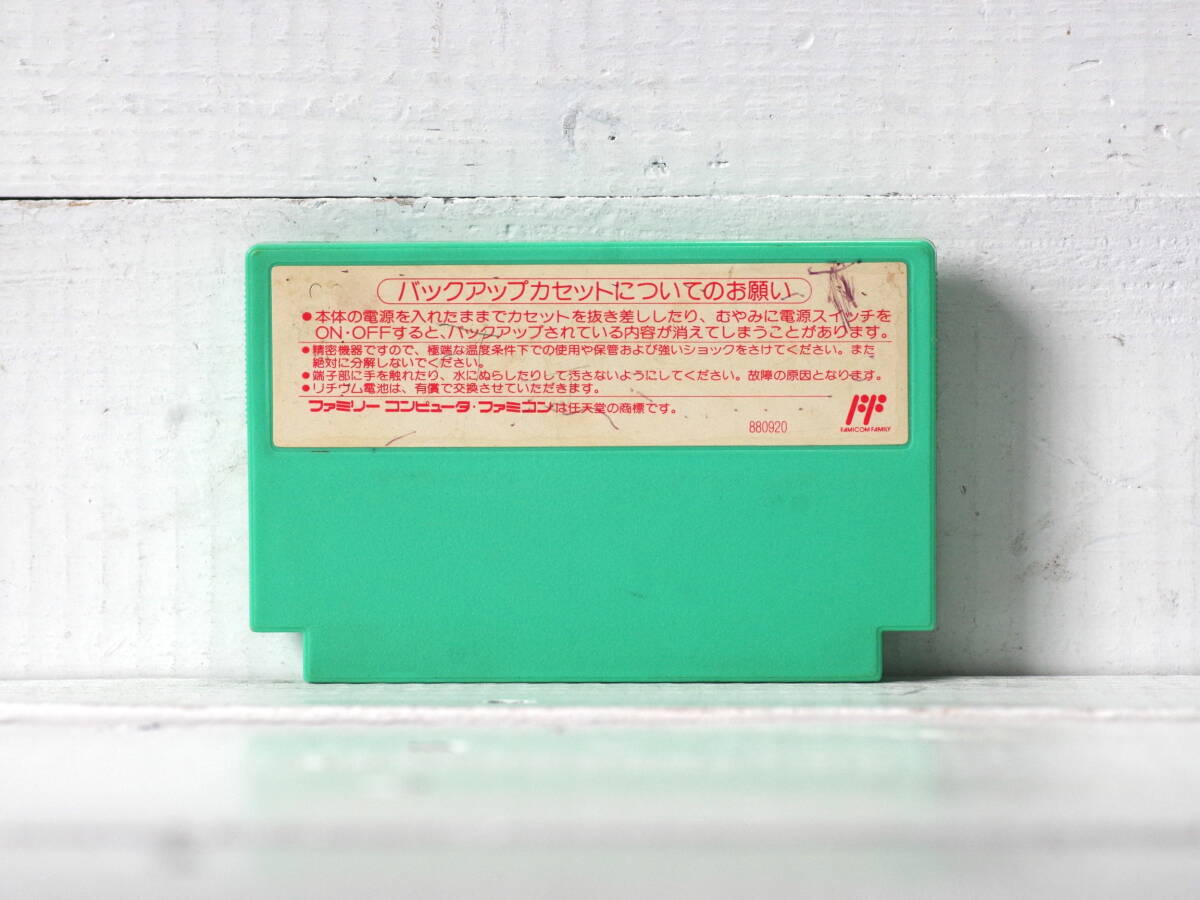 バックアップカセットについてのお願い
●本体の電源を入れたままでカセットを抜き差ししたり、むやみに電源スイッチを
ON・OFFすると、バックアップされている内容が消えてしまうことがあります。
●精密機器ですので、極端な温度条件下での使用や保管および強いショックをさけてください。また
絶対に分解しないでください。
●端子部に手を触れたり、水にぬらしたりして汚さないようにしてください。故障の原因となります。
●リチウム電池は、有償で交換させていただきます。
ファミリー コンピュータ・ファミコンは任天堂の商標です。
880920
FAMICOM FAMILY